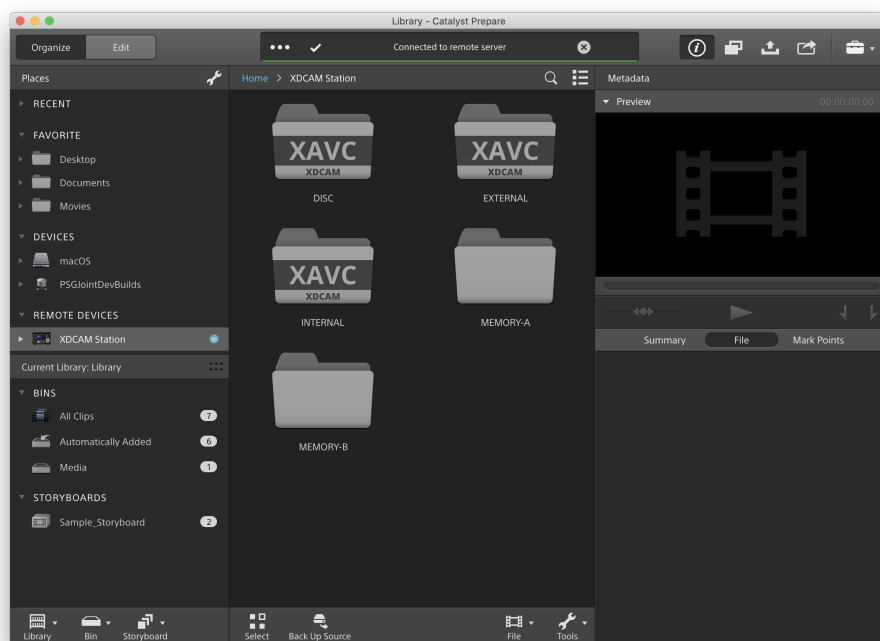 Library - Catalyst Prepare
Organize
Edit
Connected to remote server
Places
Home > XDCAM Station
Metadata
RECENT
Preview
00:00:00:00
FAVORITE
Desktop
Documents
Movies
DEVICES
macOS
PSGJointDevBuilds
REMOTE DEVICES
XDCAM Station
Current Library: Library
BINS
All Clips 7
Automatically Added 6
Media 1
STORYBOARDS
Sample_Storyboard 2
Library
Bin
Storyboard
XAVC
XDCAM
DISC
XAVC
XDCAM
EXTERNAL
XAVC
XDCAM
INTERNAL
MEMORY-A
MEMORY-B
Select
Back Up Source
File
Tools
Summary
File
Mark Points